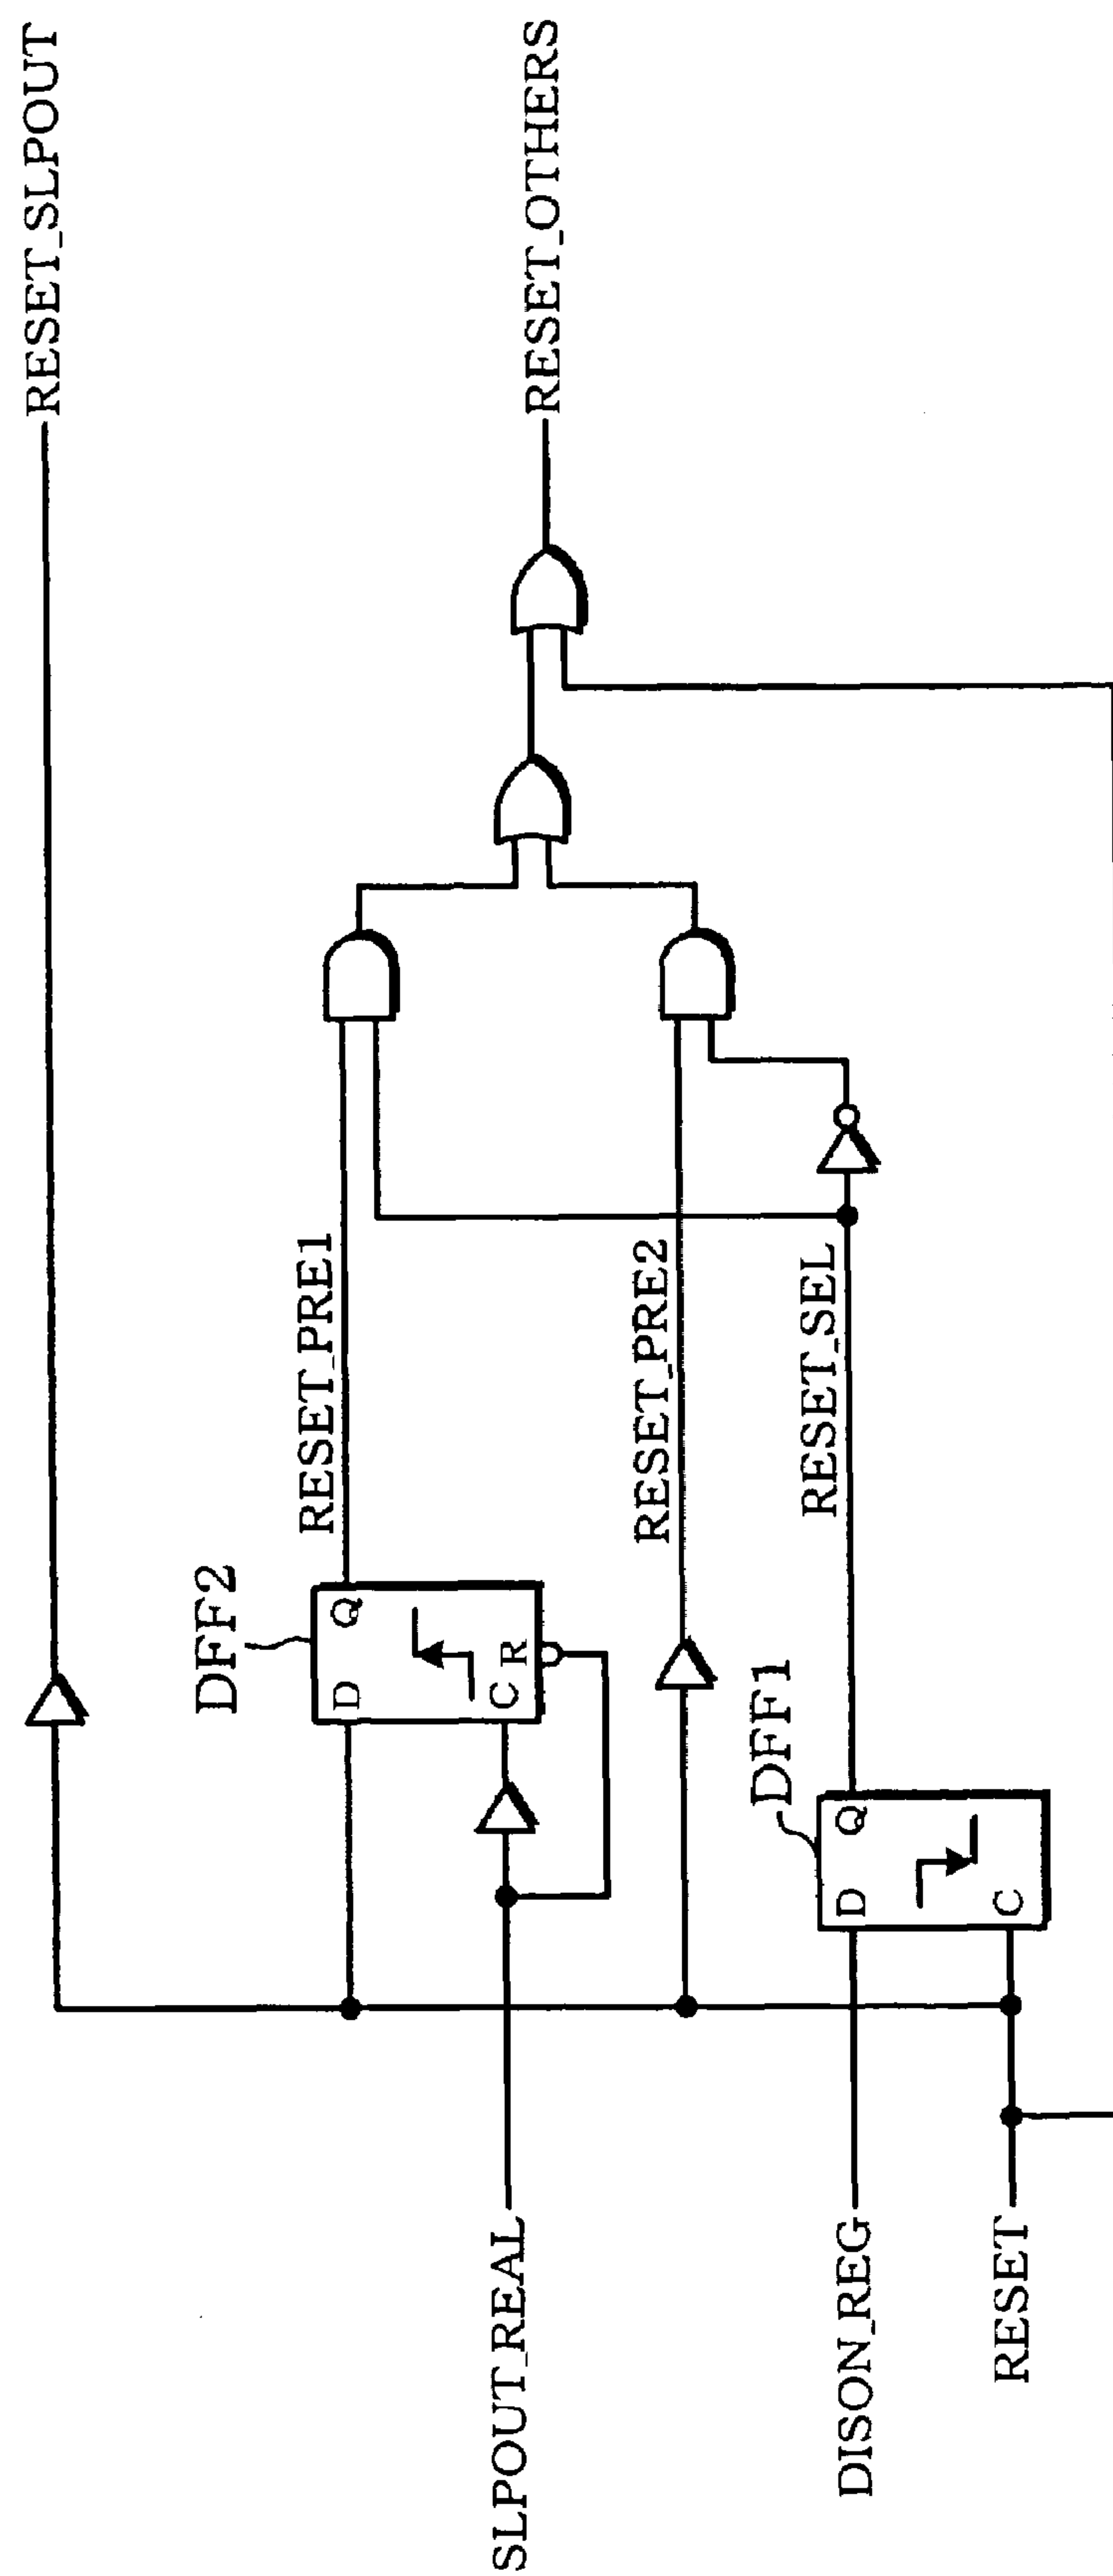 RESET_SLPOUT
DFF2
D
Q
C
R
RESET_PRE1
SLPOUT_REAL
RESET_OTHERS
RESET_PRE2
DFF1
D
Q
C
RESET_SEL
DISON_REG
RESET